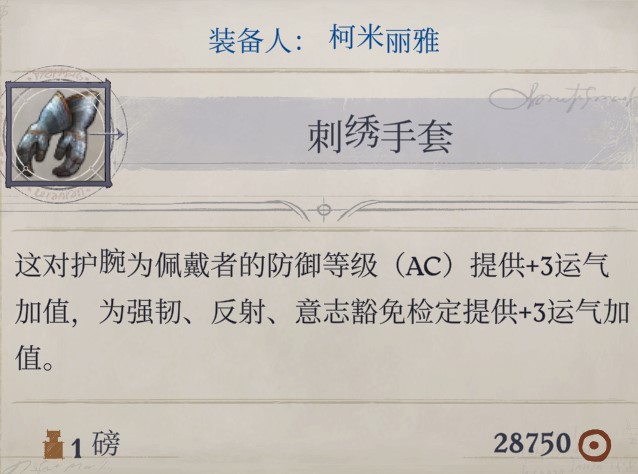 装备人： 柯米丽雅
刺绣手套
这对护腕为佩戴者的防御等级（AC）提供+3运气
加值，为强韧、反射、意志豁免检定提供+3运气加
值。
1 磅
28750